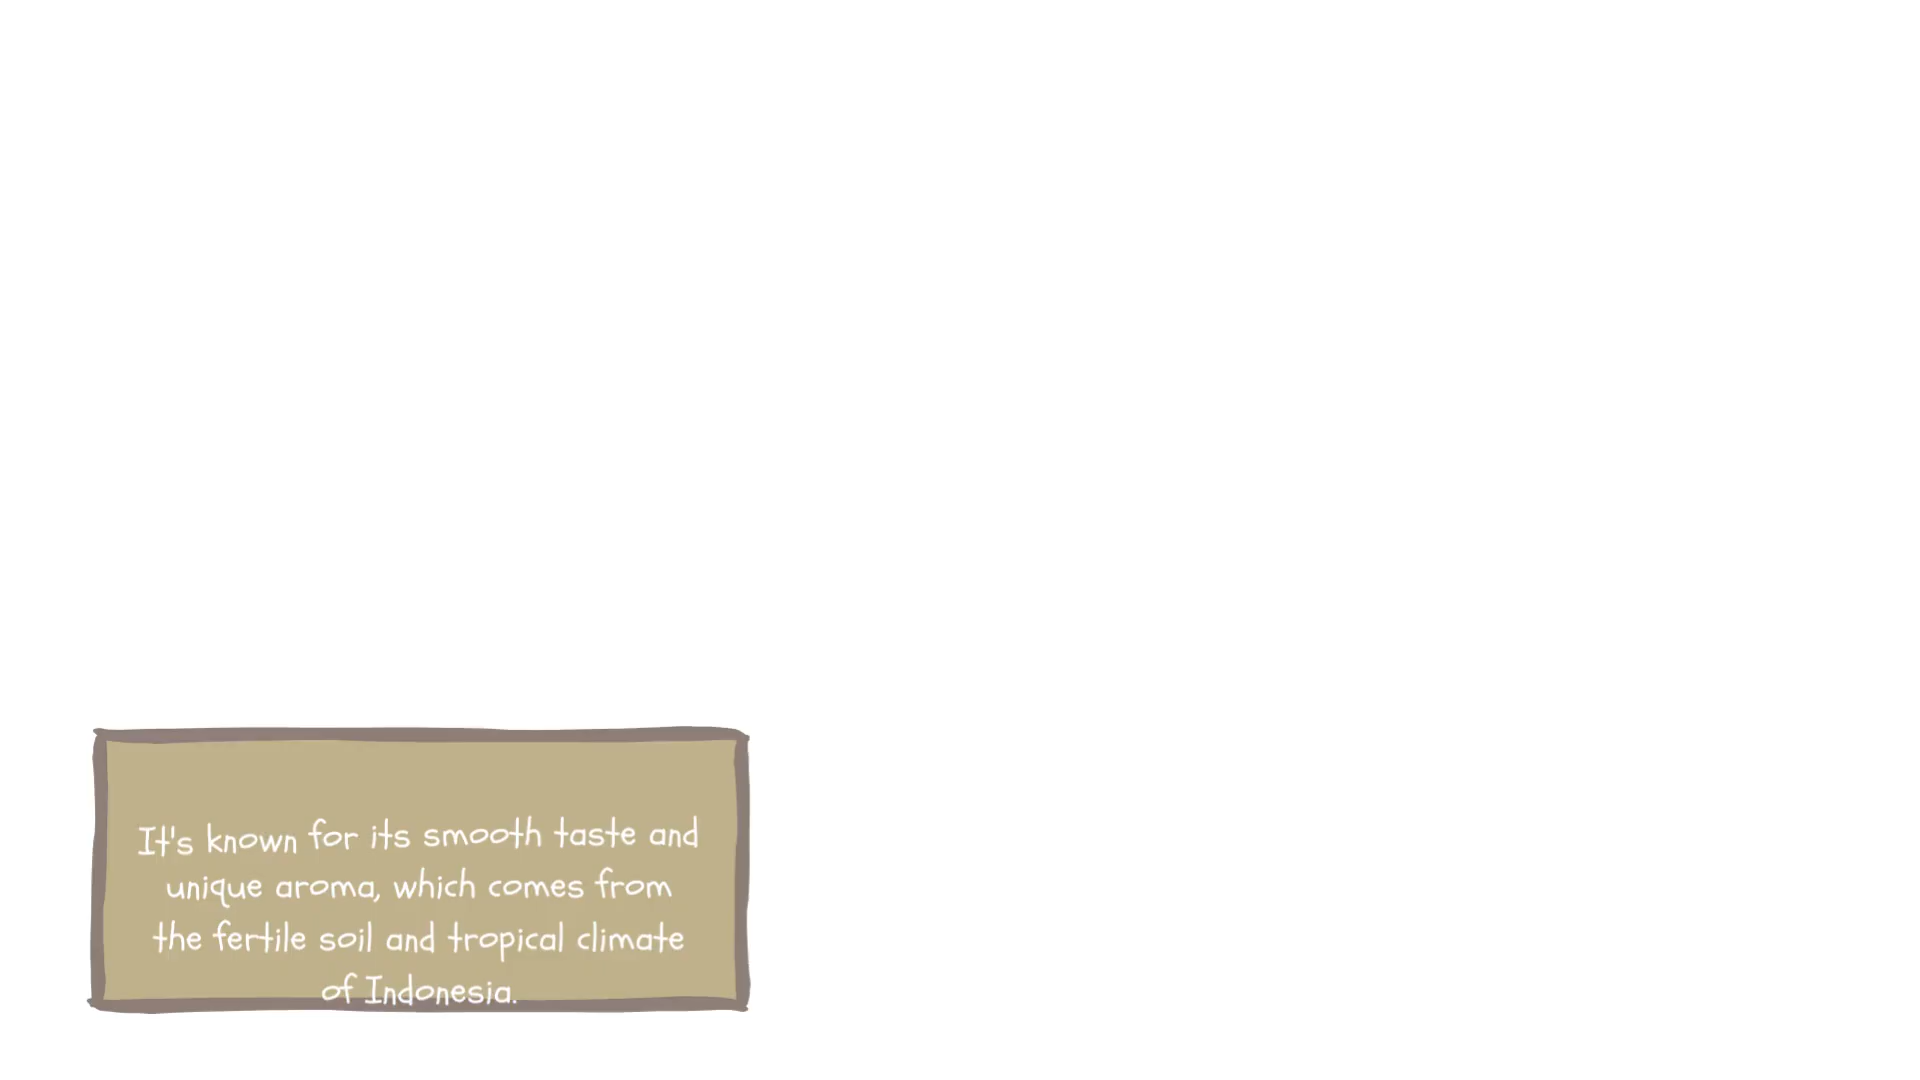 It's known for its smooth taste and
unique aroma, which comes from
the fertile soil and tropical climate
of Indonesia.